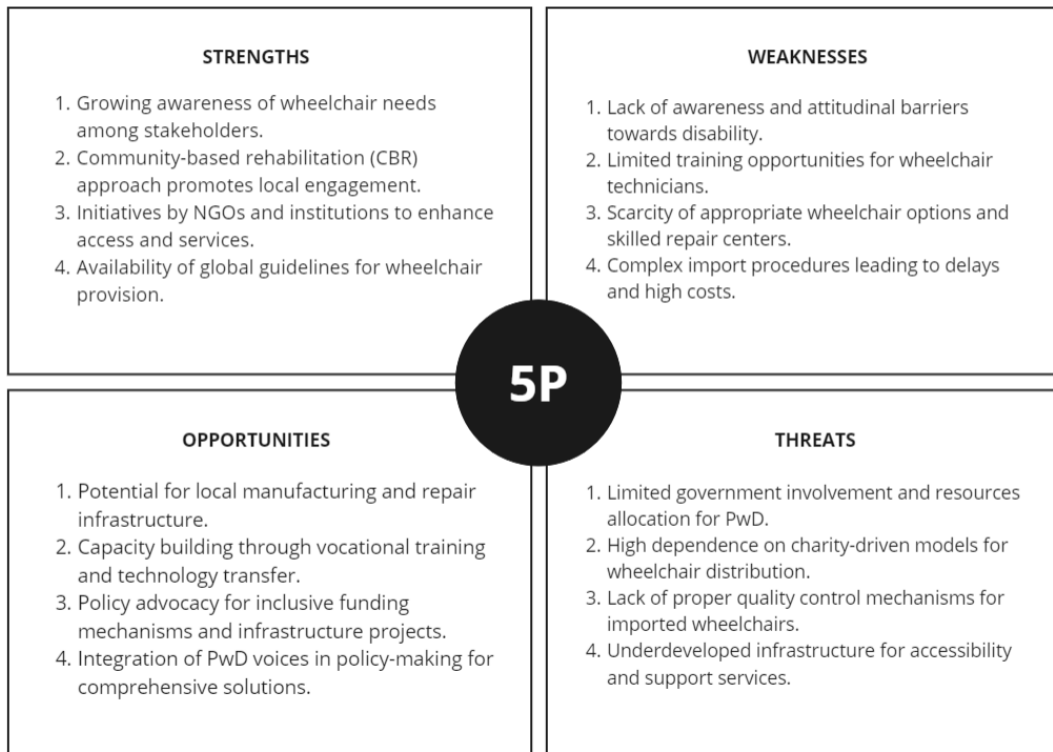 STRENGTHS
1. Growing awareness of wheelchair needs
among stakeholders.
2. Community-based rehabilitation (CBR)
approach promotes local engagement.
3. Initiatives by NGOs and institutions to enhance
access and services.
4. Availability of global guidelines for wheelchair
provision.
WEAKNESSES
1. Lack of awareness and attitudinal barriers
towards disability.
2. Limited training opportunities for wheelchair
technicians.
3. Scarcity of appropriate wheelchair options and
skilled repair centers.
4. Complex import procedures leading to delays
and high costs.
5P
OPPORTUNITIES
1. Potential for local manufacturing and repair
infrastructure.
2. Capacity building through vocational training
and technology transfer.
3. Policy advocacy for inclusive funding
mechanisms and infrastructure projects.
4. Integration of PwD voices in policy-making for
comprehensive solutions.
THREATS
1. Limited government involvement and resources
allocation for PwD.
2. High dependence on charity-driven models for
wheelchair distribution.
3. Lack of proper quality control mechanisms for
imported wheelchairs.
4. Underdeveloped infrastructure for accessibility
and support services.